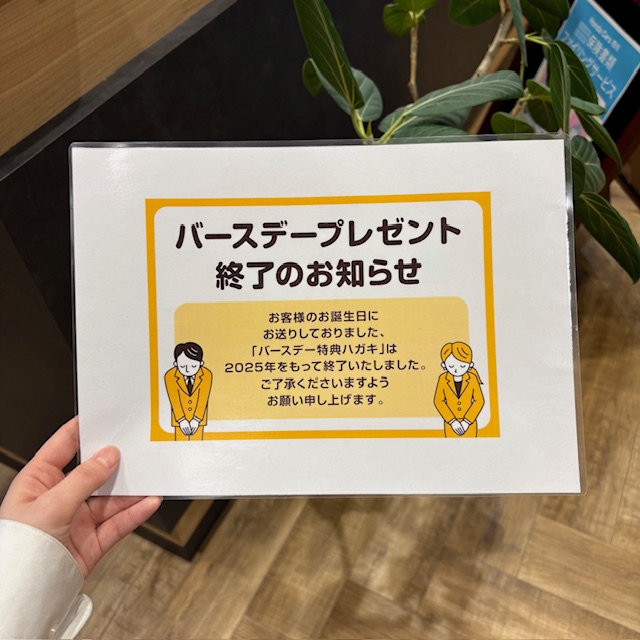 バースデープレゼント
終了のお知らせ
お客様のお誕生日に
お送りしておりました、
「バースデー特典ハガキ」は
2025年をもって終了いたしました。
ご了承くださいますよう
お願い申し上げます。